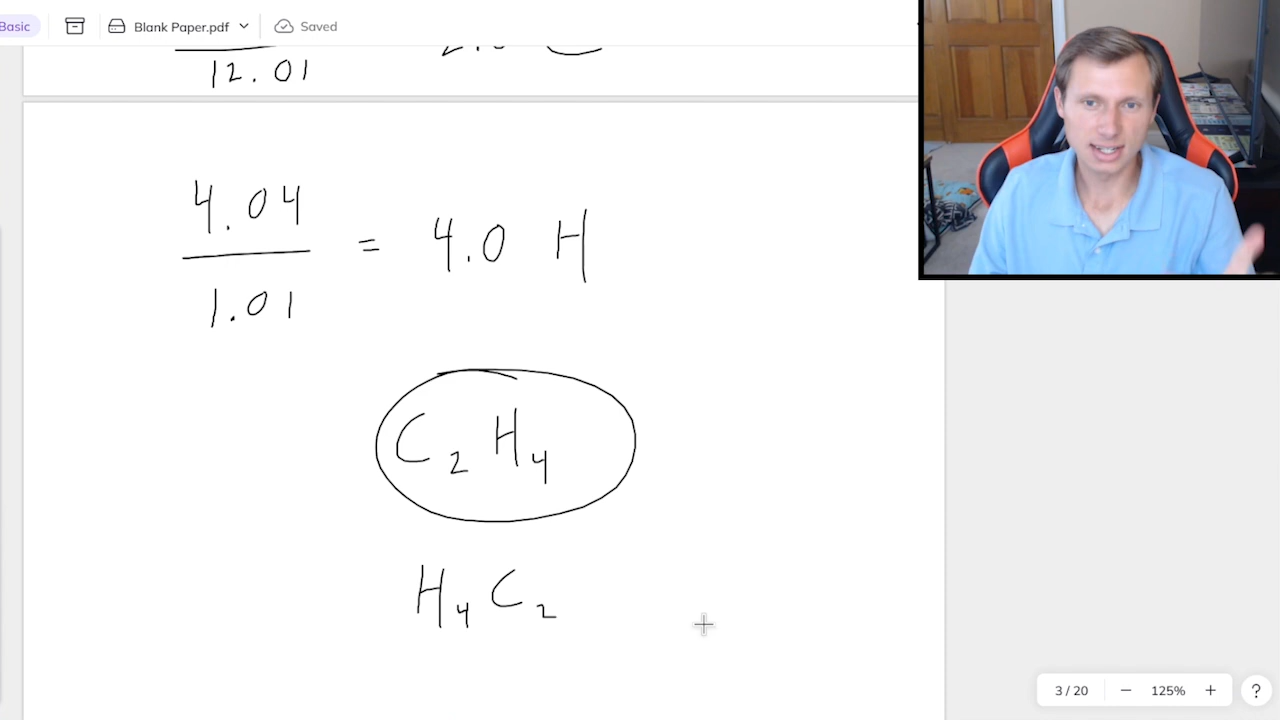 Basic Blank Paper.pdf Saved
12.01
4.04
1.01
= 4.0 H
C2H4
H4C2
3 / 20 − 125% + ?